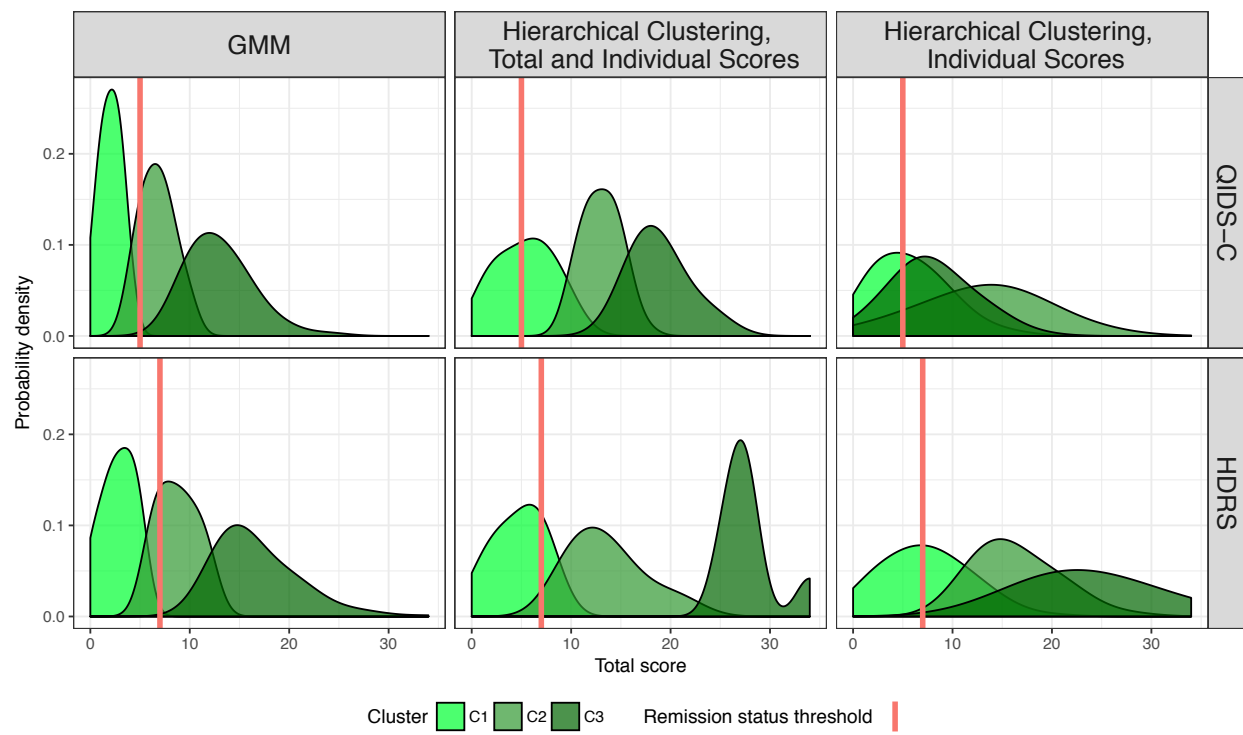 GMM
Hierarchical Clustering,
Total and Individual Scores
Hierarchical Clustering,
Individual Scores
0.2
0.1
0.0
QIDS−C
Probability density
0.2
0.1
0.0
HDRS
0 10 20 30
0 10 20 30
0 10 20 30
Total score
Cluster C1 C2 C3 Remission status threshold